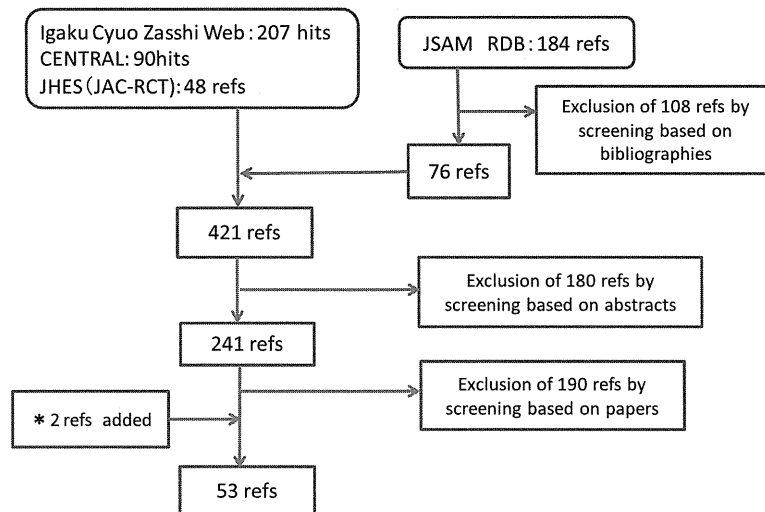 Igaku Cyuo Zasshi Web : 207 hits
CENTRAL: 90hits
JHES (JAC-RCT): 48 refs
JSAM RDB: 184 refs
Exclusion of 108 refs by
screening based on
bibliographies
76 refs
421 refs
Exclusion of 180 refs by
screening based on abstracts
241 refs
Exclusion of 190 refs by
screening based on papers
* 2 refs added
53 refs